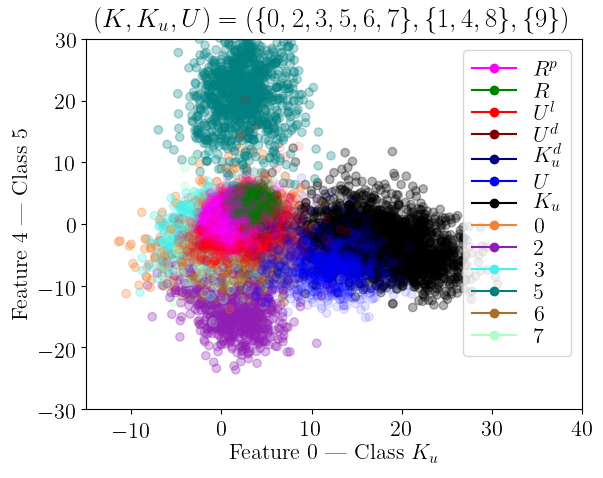 (K, K_u, U) = ({0, 2, 3, 5, 6, 7}, {1, 4, 8}, {9})
30
20
10
0
−10
−20
−30
Feature 4 — Class 5
R^p
R
U^l
U^d
K_u^d
U
K_u
0
2
3
5
6
7
−10
0
10
20
30
40
Feature 0 — Class K_u